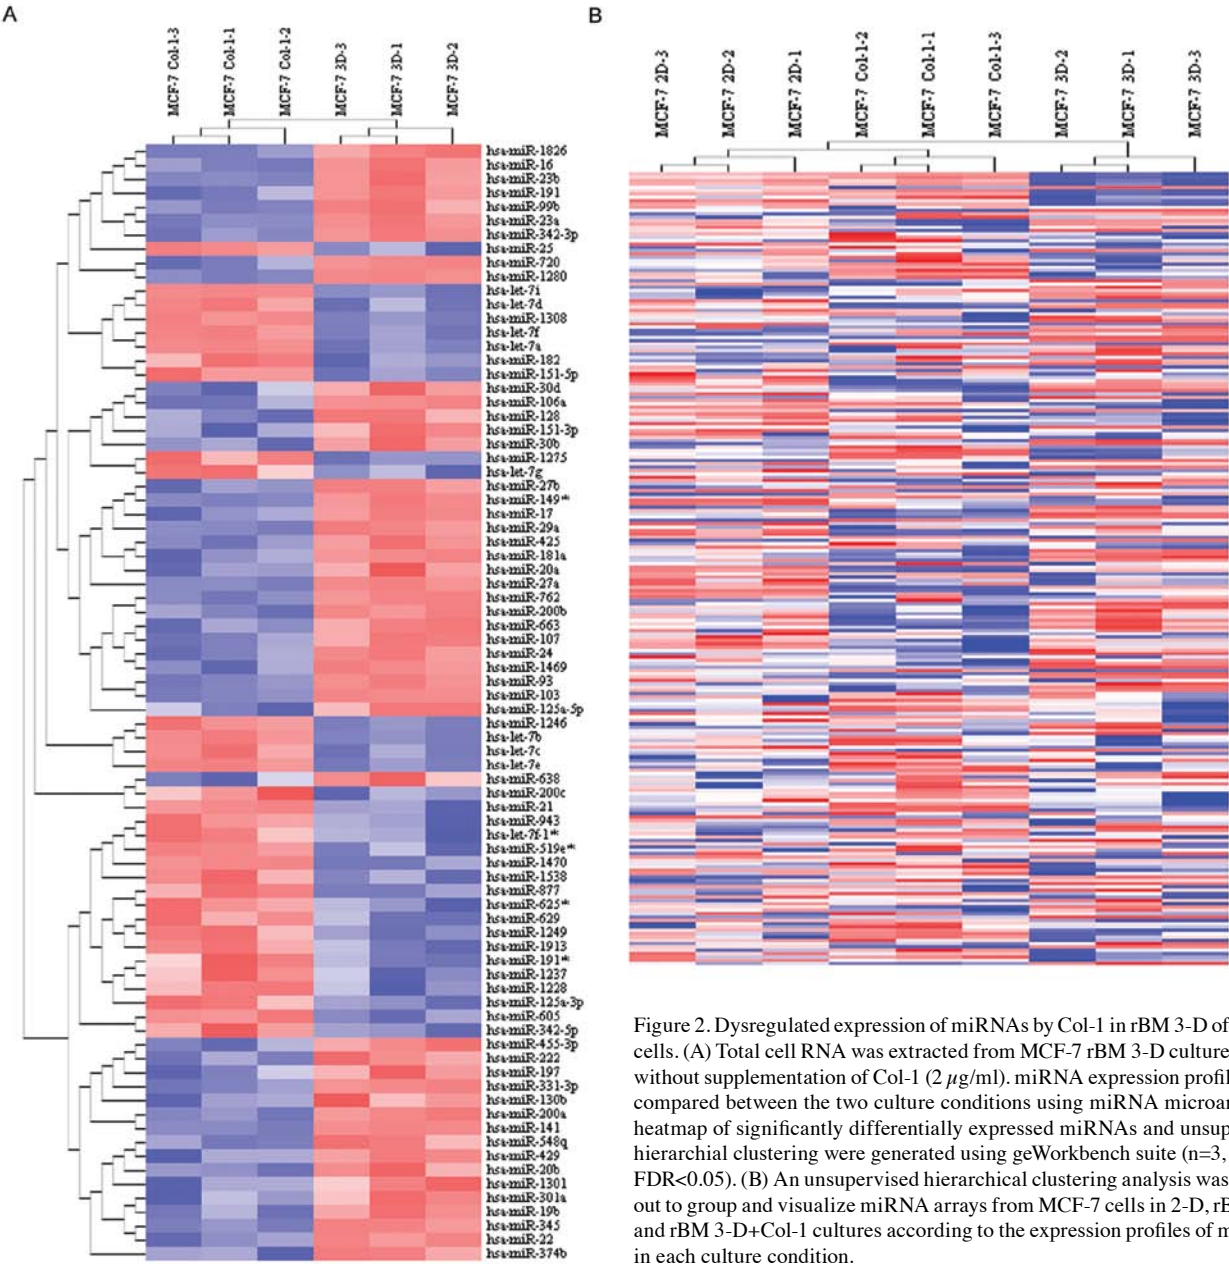 A
MCF-7 Col-1-3
MCF-7 Col-1-1
MCF-7 Col-1-2
MCF-7 3D-3
MCF-7 3D-1
MCF-7 3D-2
hsa-miR-1826
hsa-miR-16
hsa-miR-23b
hsa-miR-191
hsa-miR-99b
hsa-miR-23a
hsa-miR-342-3p
hsa-miR-25
hsa-miR-720
hsa-miR-1280
hsa-let-7i
hsa-let-7d
hsa-miR-1308
hsa-let-7f
hsa-let-7a
hsa-miR-182
hsa-miR-151-5p
hsa-miR-30d
hsa-miR-106a
hsa-miR-128
hsa-miR-151-3p
hsa-miR-30b
hsa-miR-1275
hsa-let-7g
hsa-miR-27b
hsa-miR-149*
hsa-miR-17
hsa-miR-29a
hsa-miR-425
hsa-miR-181a
hsa-miR-20a
hsa-miR-27a
hsa-miR-762
hsa-miR-200b
hsa-miR-663
hsa-miR-107
hsa-miR-24
hsa-miR-1469
hsa-miR-93
hsa-miR-103
hsa-miR-125a-5p
hsa-miR-1246
hsa-let-7b
hsa-let-7c
hsa-let-7e
hsa-miR-638
hsa-miR-200c
hsa-miR-21
hsa-miR-943
hsa-let-7f-1*
hsa-miR-519e*
hsa-miR-1470
hsa-miR-1538
hsa-miR-877
hsa-miR-625*
hsa-miR-629
hsa-miR-1249
hsa-miR-1913
hsa-miR-191*
hsa-miR-1237
hsa-miR-1228
hsa-miR-125a-3p
hsa-miR-605
hsa-miR-342-5p
hsa-miR-455-3p
hsa-miR-222
hsa-miR-197
hsa-miR-331-3p
hsa-miR-130b
hsa-miR-200a
hsa-miR-141
hsa-miR-548q
hsa-miR-429
hsa-miR-20b
hsa-miR-1301
hsa-miR-301a
hsa-miR-19b
hsa-miR-345
hsa-miR-22
hsa-miR-374b
B
MCF-7 2D-3
MCF-7 2D-2
MCF-7 2D-1
MCF-7 Col-1-2
MCF-7 Col-1-1
MCF-7 Col-1-3
MCF-7 3D-2
MCF-7 3D-1
MCF-7 3D-3
Figure 2. Dysregulated expression of miRNAs by Col-1 in rBM 3-D of
cells. (A) Total cell RNA was extracted from MCF-7 rBM 3-D culture
without supplementation of Col-1 (2 µg/ml). miRNA expression profil
compared between the two culture conditions using miRNA microar
heatmap of significantly differentially expressed miRNAs and unsup
hierarchial clustering were generated using geWorkbench suite (n=3,
FDR<0.05). (B) An unsupervised hierarchical clustering analysis was
out to group and visualize miRNA arrays from MCF-7 cells in 2-D, rB
and rBM 3-D+Col-1 cultures according to the expression profiles of m
in each culture condition.